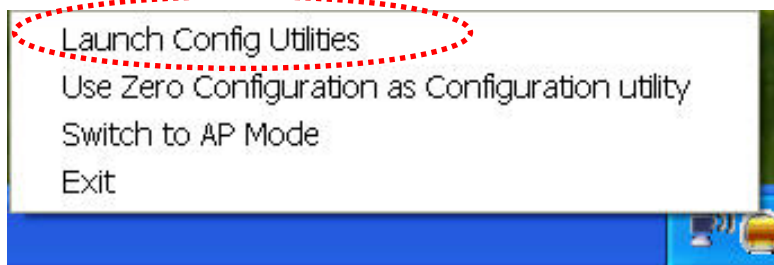 Launch Config Utilities
Use Zero Configuration as Configuration utility
Switch to AP Mode
Exit